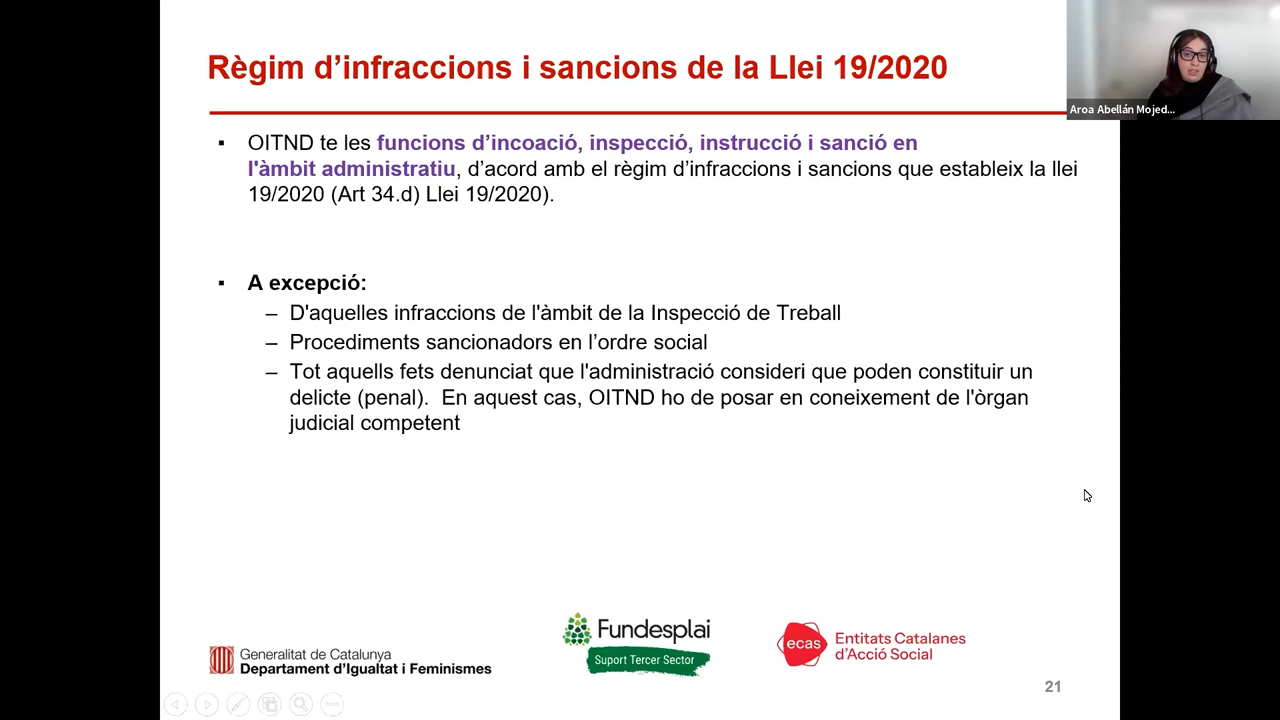 Règim d’infraccions i sancions de la Llei 19/2020
Aroa Abellán Mojed...
▪ OITND te les funcions d’incoació, inspecció, instrucció i sanció en
l'àmbit administratiu, d’acord amb el règim d’infraccions i sancions que estableix la llei
19/2020 (Art 34.d) Llei 19/2020).
▪ A excepció:
– D'aquelles infraccions de l'àmbit de la Inspecció de Treball
– Procediments sancionadors en l’ordre social
– Tot aquells fets denunciat que l'administració consideri que poden constituir un
delicte (penal).  En aquest cas, OITND ho de posar en coneixement de l'òrgan
judicial competent
Generalitat de Catalunya
Departament d’Igualtat i Feminismes
Fundesplai
Suport Tercer Sector
ecas
Entitats Catalanes
d’Acció Social
21